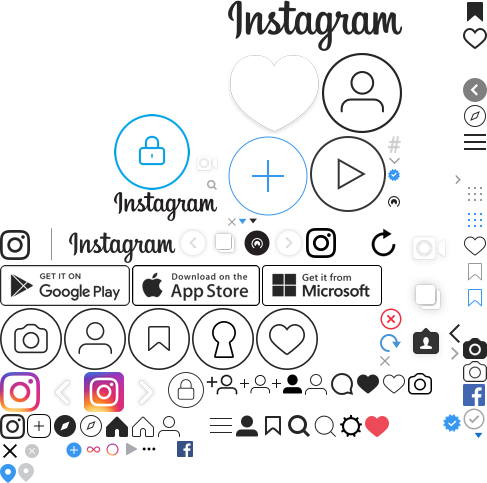 Instagram
Instagram
#
Instagram
GET IT ON
Google Play
Download on the
App Store
Get it from
Microsoft